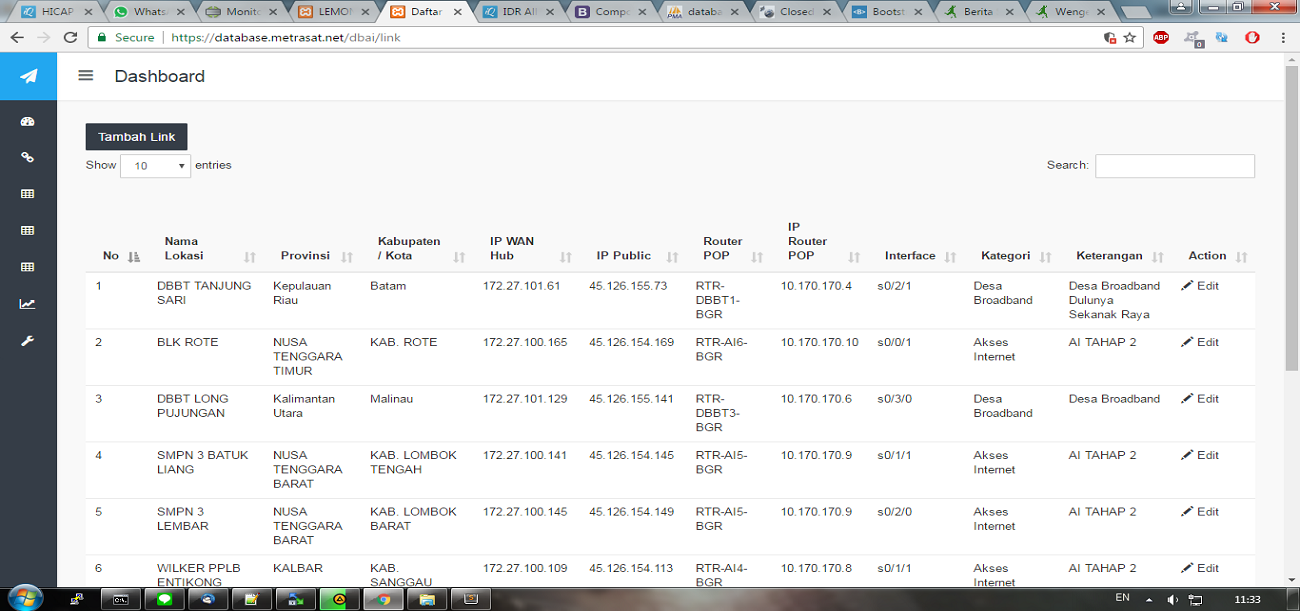 HICAP
Whats
Monito
LEMO
Daftar
IDR All
Compo
databa
Closed
Bootst
Berita
Wenge
Secure
https://database.metrasat.net/dbai/link
ABP
0
Dashboard
Tambah Link
Show 10 entries
Search:
No Nama Lokasi Provinsi Kabupaten / Kota IP WAN Hub IP Public Router POP IP Router POP Interface Kategori Keterangan Action
1 DBBT TANJUNG SARI Kepulauan Riau Batam 172.27.101.61 45.126.155.73 RTR-DBBT1-BGR 10.170.170.4 s0/2/1 Desa Broadband Desa Broadband Dulunya Sekanak Raya Edit
2 BLK ROTE NUSA TENGGARA TIMUR KAB. ROTE 172.27.100.165 45.126.154.169 RTR-AI6-BGR 10.170.170.10 s0/0/1 Akses Internet AI TAHAP 2 Edit
3 DBBT LONG PUJUNGAN Kalimantan Utara Malinau 172.27.101.129 45.126.155.141 RTR-DBBT3-BGR 10.170.170.6 s0/3/0 Desa Broadband Desa Broadband Edit
4 SMPN 3 BATUK LIANG NUSA TENGGARA BARAT KAB. LOMBOK TENGAH 172.27.100.141 45.126.154.145 RTR-AI5-BGR 10.170.170.9 s0/1/1 Akses Internet AI TAHAP 2 Edit
5 SMPN 3 LEMBAR NUSA TENGGARA BARAT KAB. LOMBOK BARAT 172.27.100.145 45.126.154.149 RTR-AI5-BGR 10.170.170.9 s0/2/0 Akses Internet AI TAHAP 2 Edit
6 WILKER PPLB ENTIKONG KALBAR KAB. SANGGAU 172.27.100.109 45.126.154.113 RTR-AI4-BGR 10.170.170.8 s0/1/1 Akses Internet AI TAHAP 2 Edit
EN
11:33